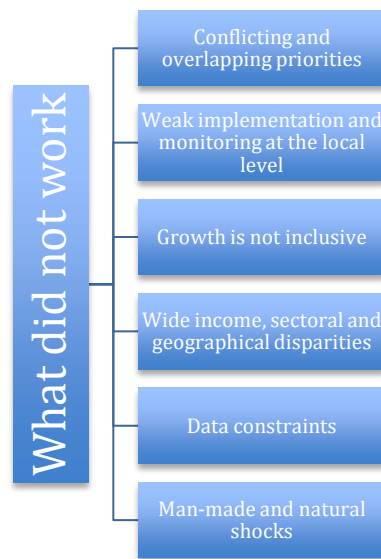 What did not work
Conflicting and
overlapping priorities
Weak implementation and
monitoring at the local
level
Growth is not inclusive
Wide income, sectoral and
geographical disparities
Data constraints
Man-made and natural
shocks